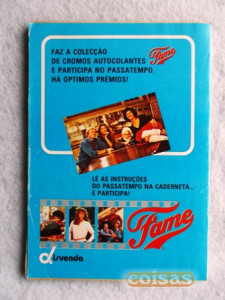 FAZ A COLECÇÃO
DE CROMOS AUTOCOLANTES Fame
E PARTICIPA NO PASSATEMPO.
HÁ ÓPTIMOS PRÉMIOS!
LÊ AS INSTRUÇÕES
DO PASSATEMPO NA CADERNETA...
E PARTICIPA!
Fame
disvenda
coisas